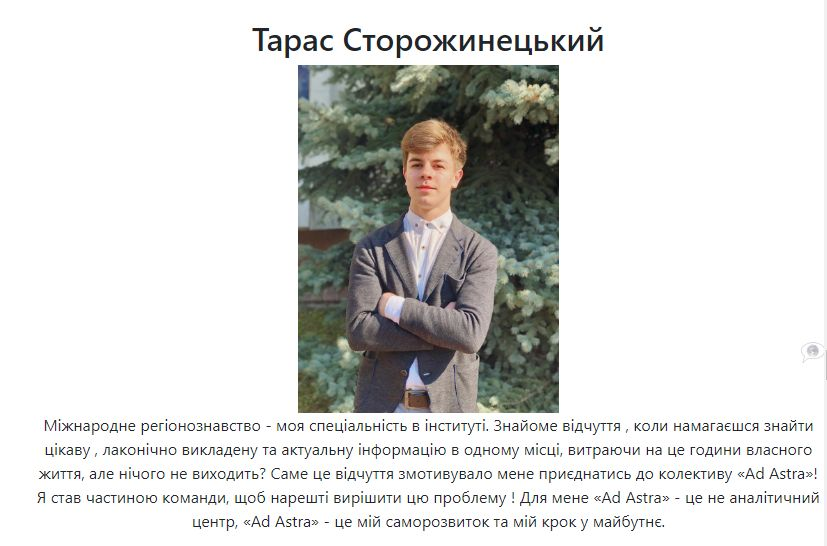 Тарас Сторожинецький
Міжнародне регіонознавство - моя спеціальність в інституті. Знайоме відчуття , коли намагаєшся знайти
цікаву , лаконічно викладену та актуальну інформацію в одному місці, витраючи на це години власного
життя, але нічого не виходить? Саме це відчуття змотивувало мене приєднатись до колективу «Ad Astra»!
Я став частиною команди, щоб нарешті вирішити цю проблему ! Для мене «Ad Astra» - це не аналітичний
центр, «Ad Astra» - це мій саморозвиток та мій крок у майбутнє.